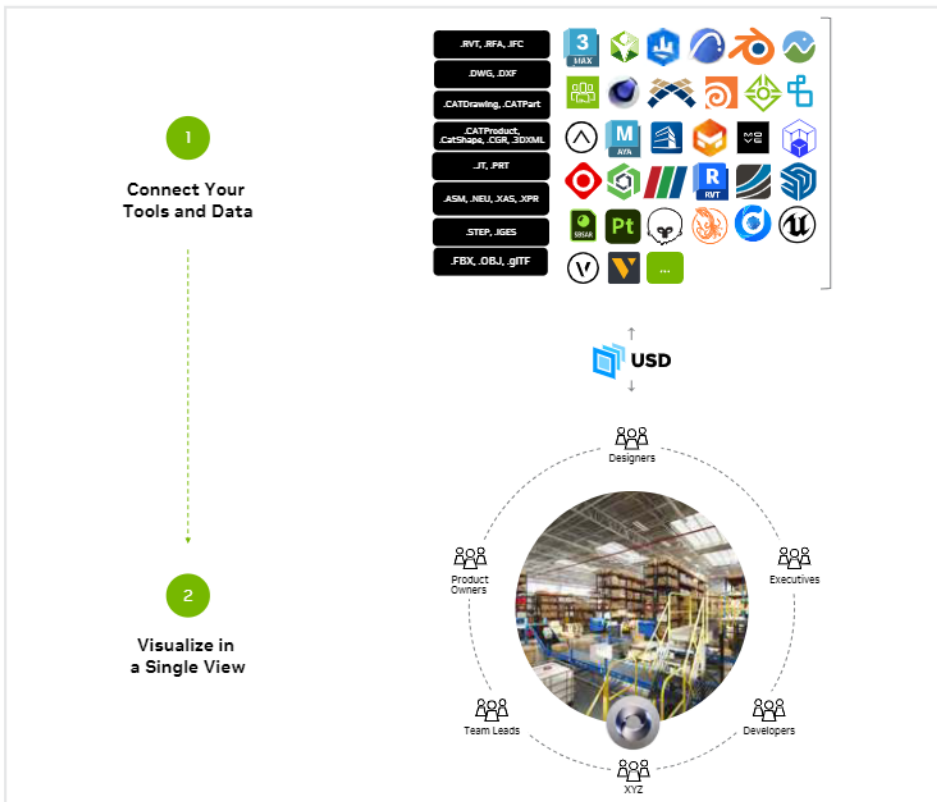 1
Connect Your
Tools and Data
2
Visualize in
a Single View
.RVT, .RFA, .IFC
.DWG, .DXF
.CATDrawing, .CATPart
.CATProduct,
.CatShape, .CGR, .3DXML
.JT, .PRT
.ASM, .NEU, .XAS, .XPR
.STEP, .IGES
.FBX, .OBJ, .glTF
3
MAX
M
AYA
MOVE
R
RVT
SBSAR
Pt
...
USD
Designers
Product
Owners
Executives
Team Leads
Developers
XYZ